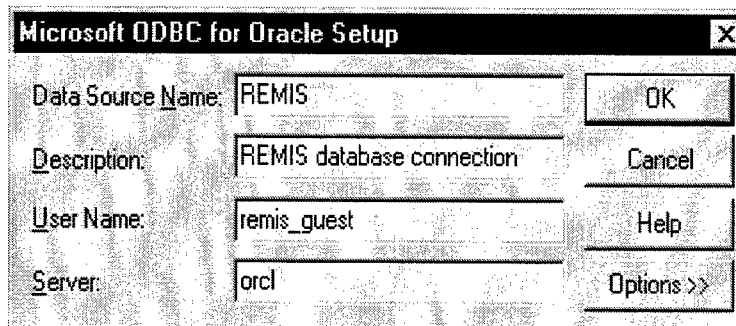 Microsoft ODBC for Oracle Setup
Data Source Name: REMIS OK
Description: REMIS database connection Cancel
User Name: remis_guest Help
Server: orcl Options >>